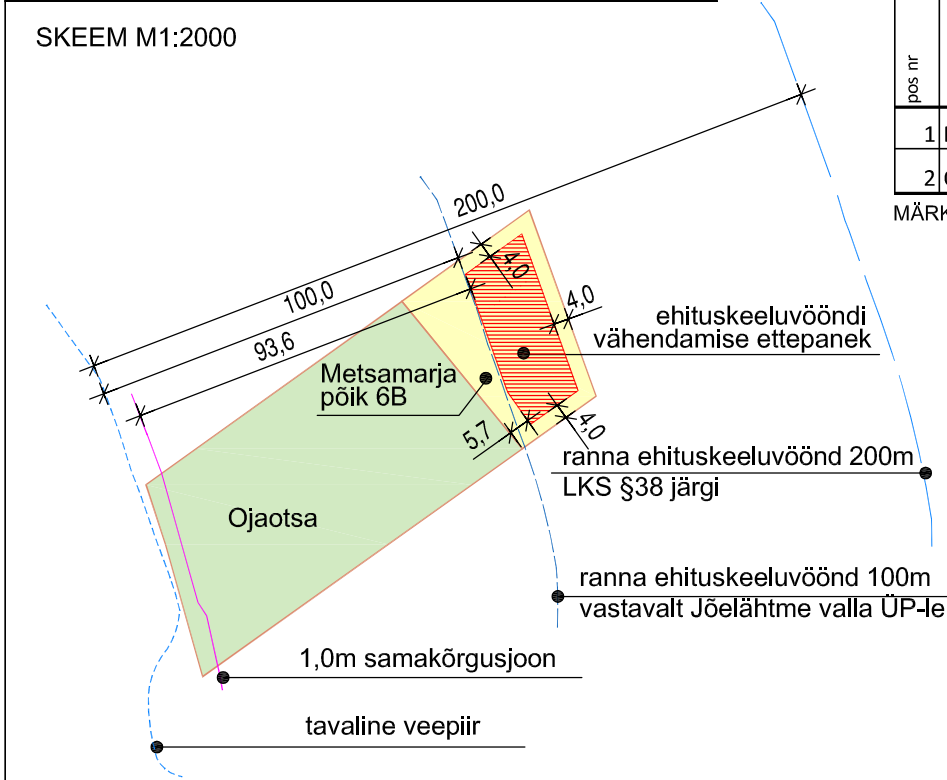 SKEEM M1:2000
pos nr
1
2
MÄRK
200,0
100,0
93,6
4,0
4,0
ehituskeeluvööndi
vähendamise ettepanek
Metsamarja
põik 6B
5,7
4,0
ranna ehituskeeluvöönd 200m
LKS §38 järgi
Ojaotsa
ranna ehituskeeluvöönd 100m
vastavalt Jõelähtme valla ÜP-le
1,0m samakõrgusjoon
tavaline veepiir